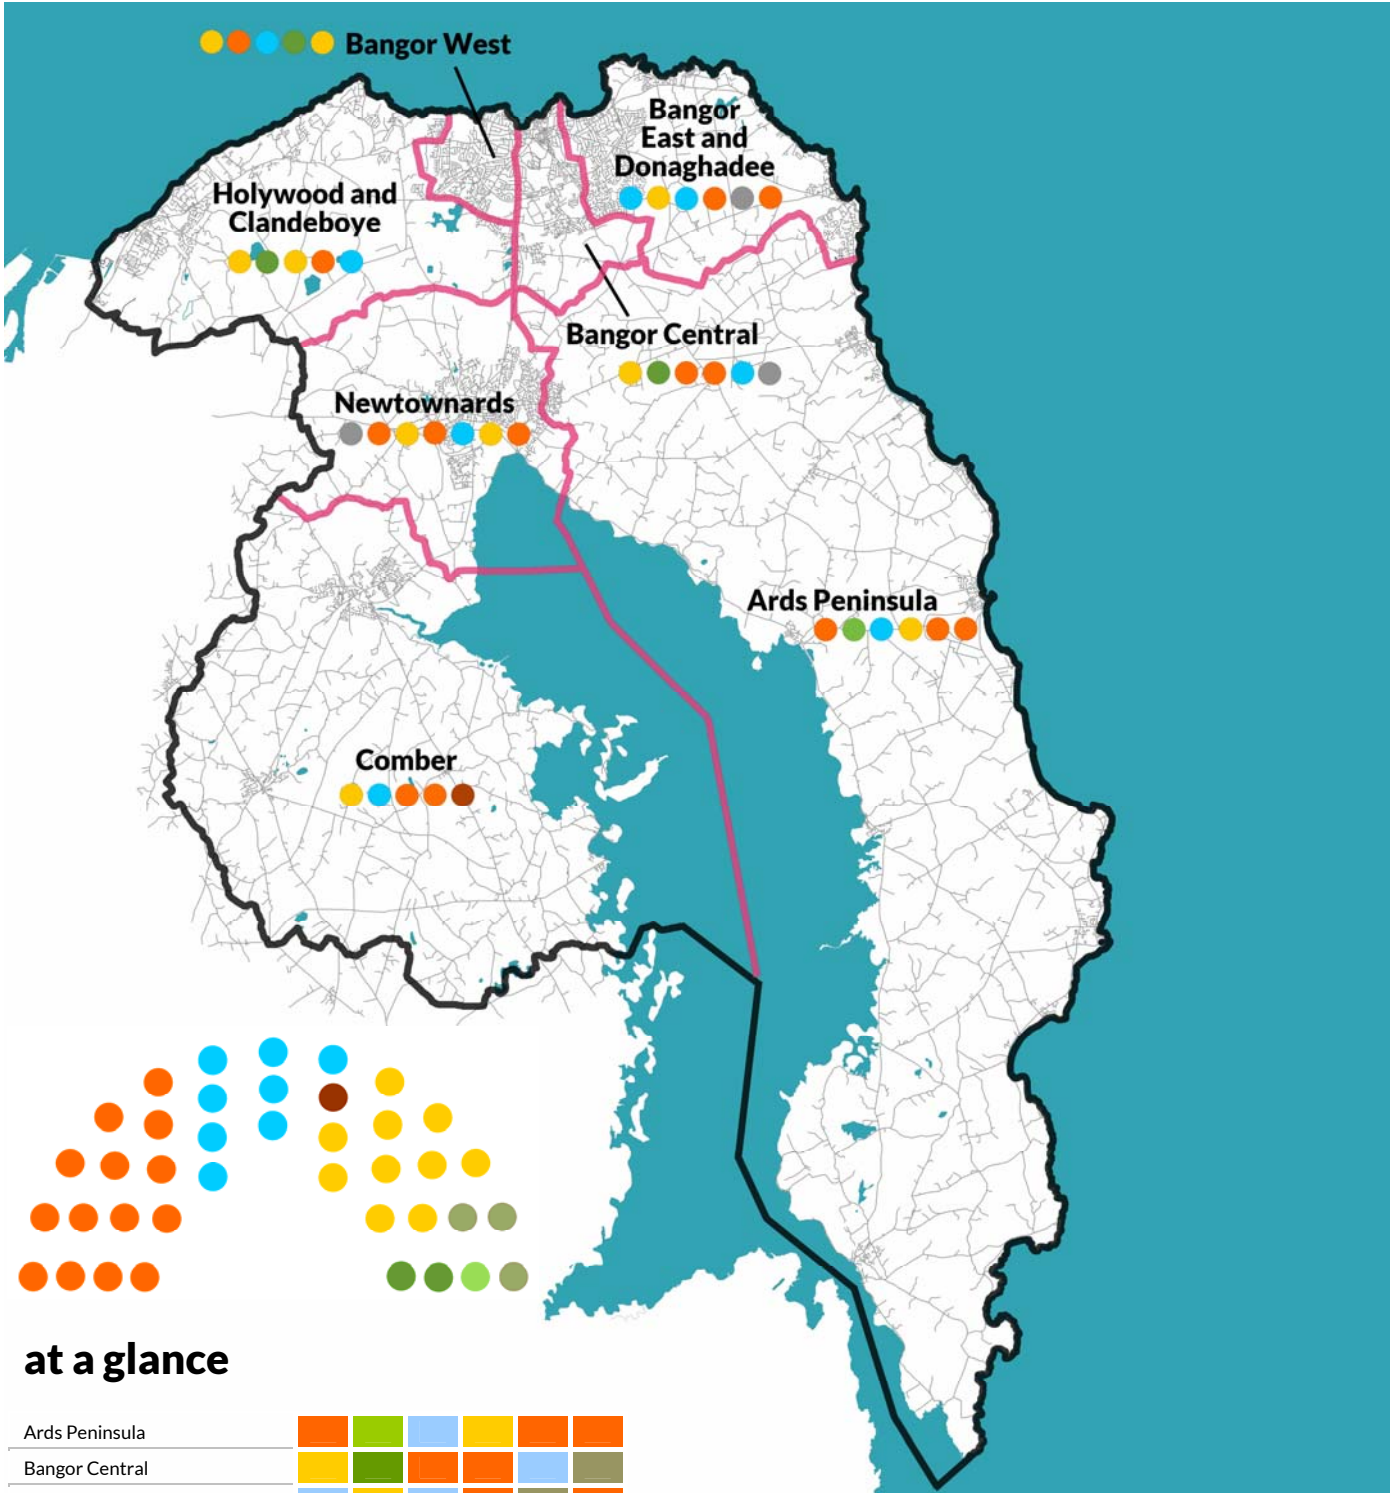 Bangor West
Bangor
East and
Donaghadee
Holywood and
Clandeboye
Bangor Central
Newtownards
Ards Peninsula
Comber
at a glance
Ards Peninsula
Bangor Central